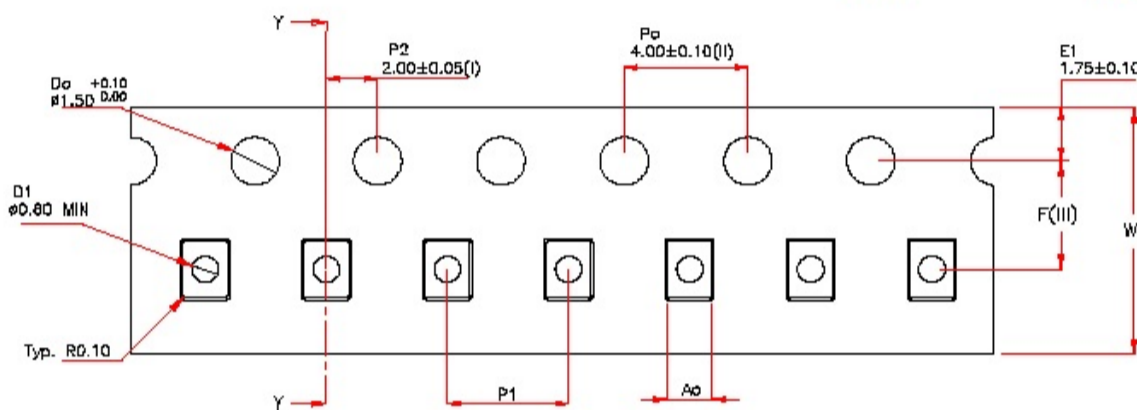 Y
P2
2.00±0.05(I)
Po
4.00±0.10(II)
E1
1.75±0.10
Do +0.10
ø1.50 0.00
D1
ø0.80 MIN
F(III)
W
Typ. R0.10
P1
Ao
Y